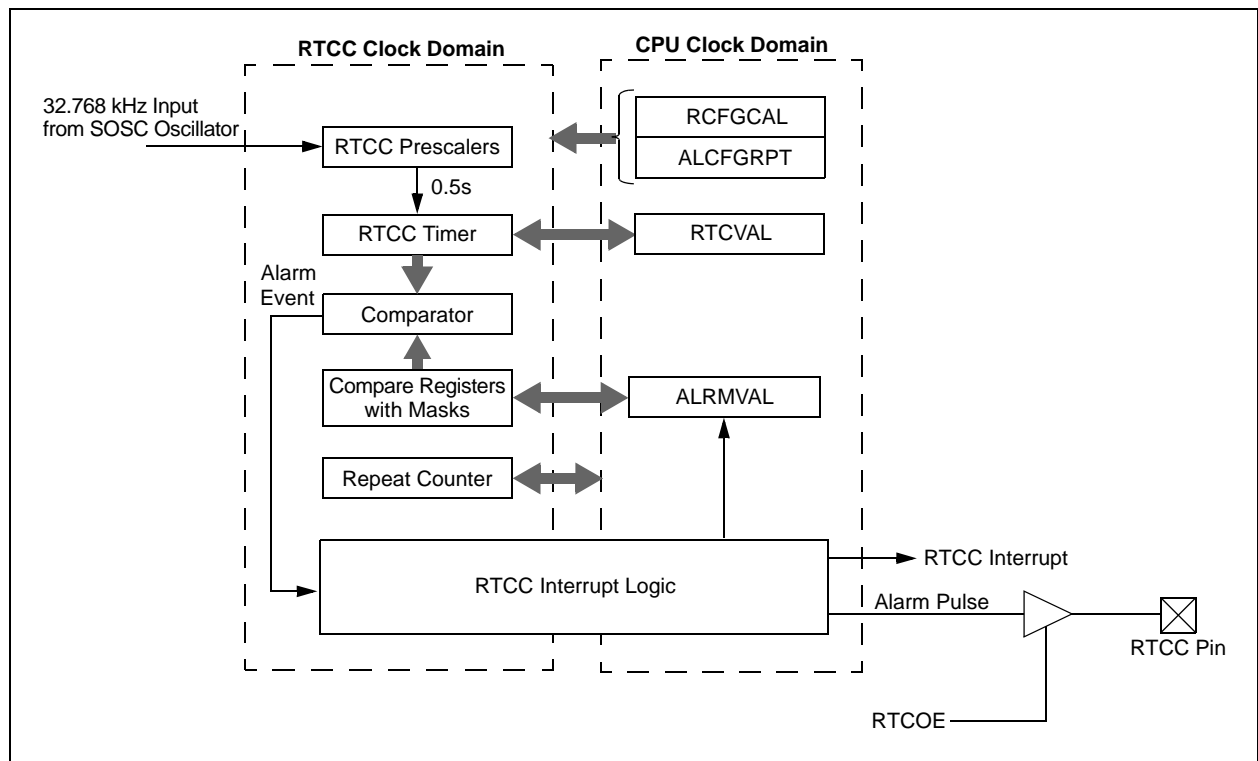 RTCC Clock Domain
CPU Clock Domain
32.768 kHz Input
from SOSC Oscillator
RTCC Prescalers
RCFGCAL
ALCFGRPT
0.5s
RTCC Timer
RTCVAL
Alarm
Event
Comparator
Compare Registers
with Masks
ALRMVAL
Repeat Counter
RTCC Interrupt Logic
RTCC Interrupt
Alarm Pulse
RTCC Pin
RTCOE